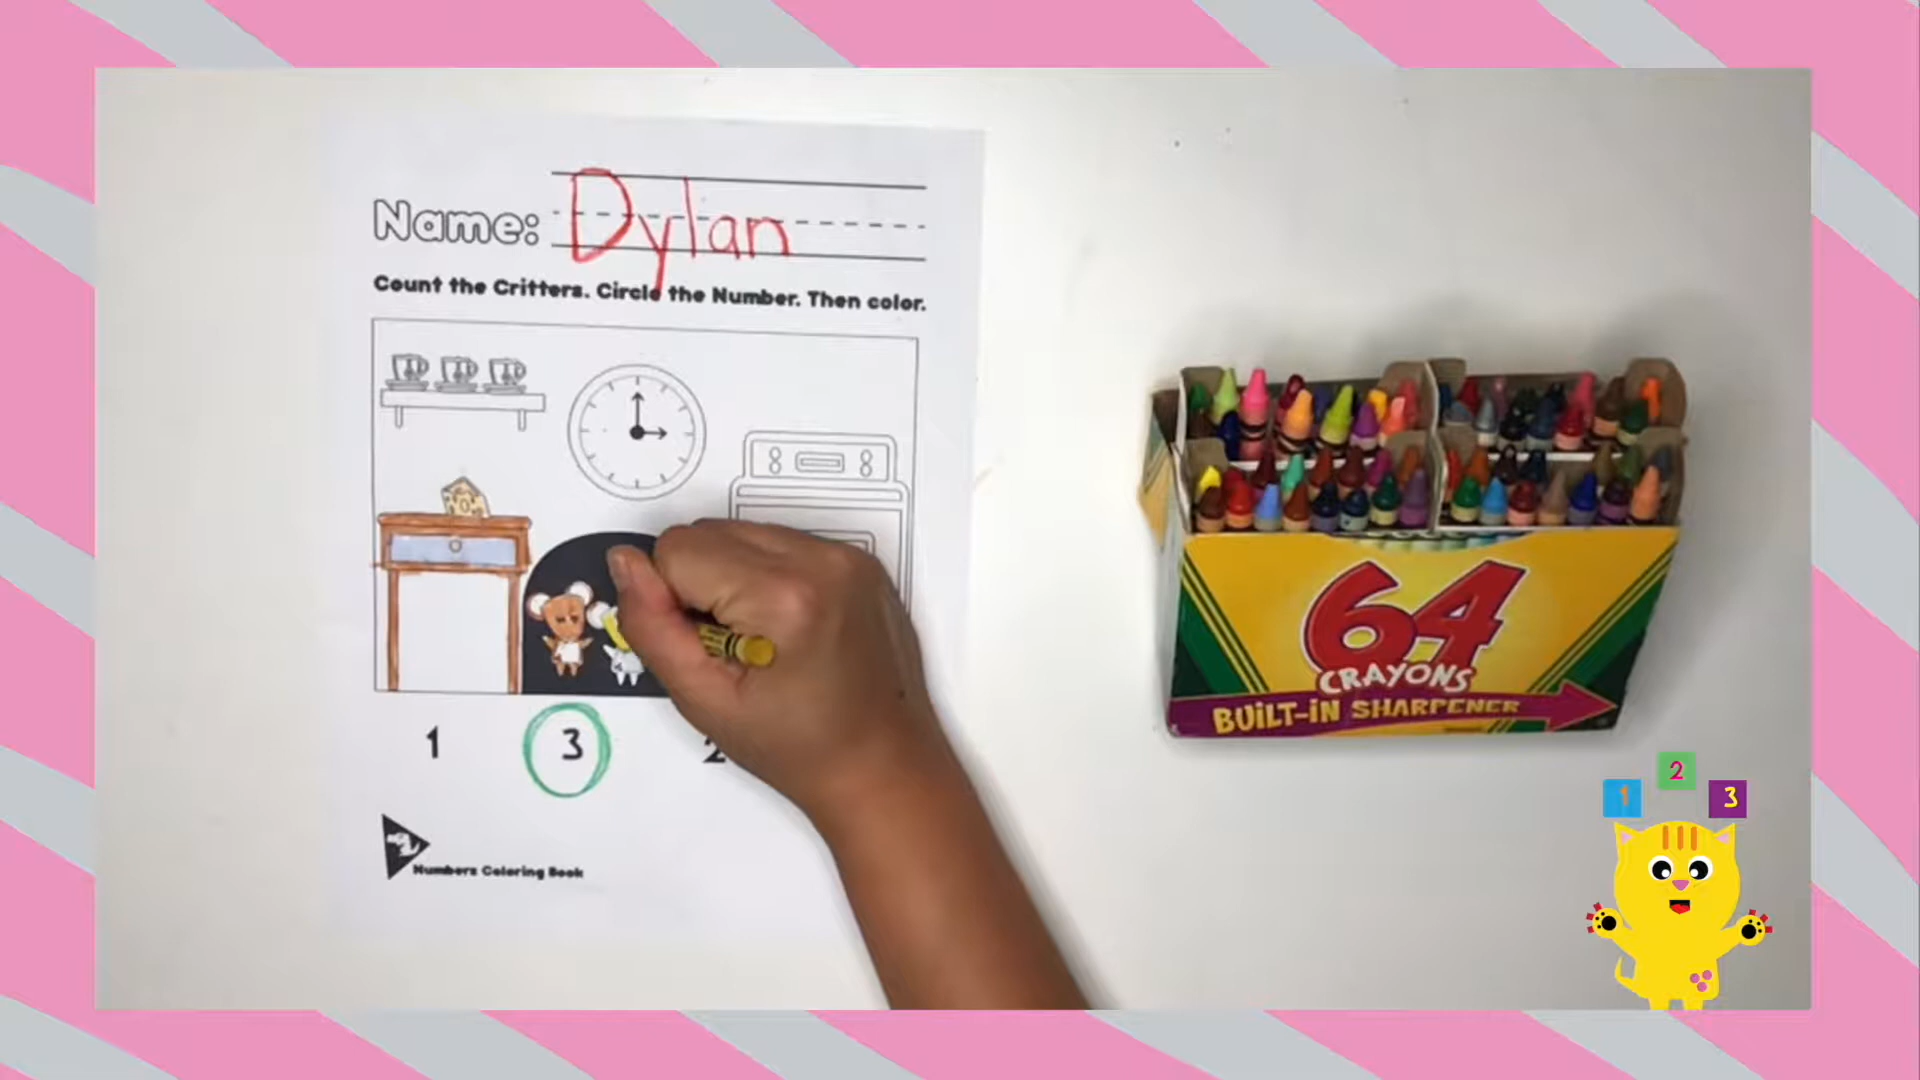 Name: Dylan
Count the Critters. Circle the Number. Then color.
1 3 2
Numbers Coloring Book
64
CRAYONS
BUILT-IN SHARPENER
1 2 3